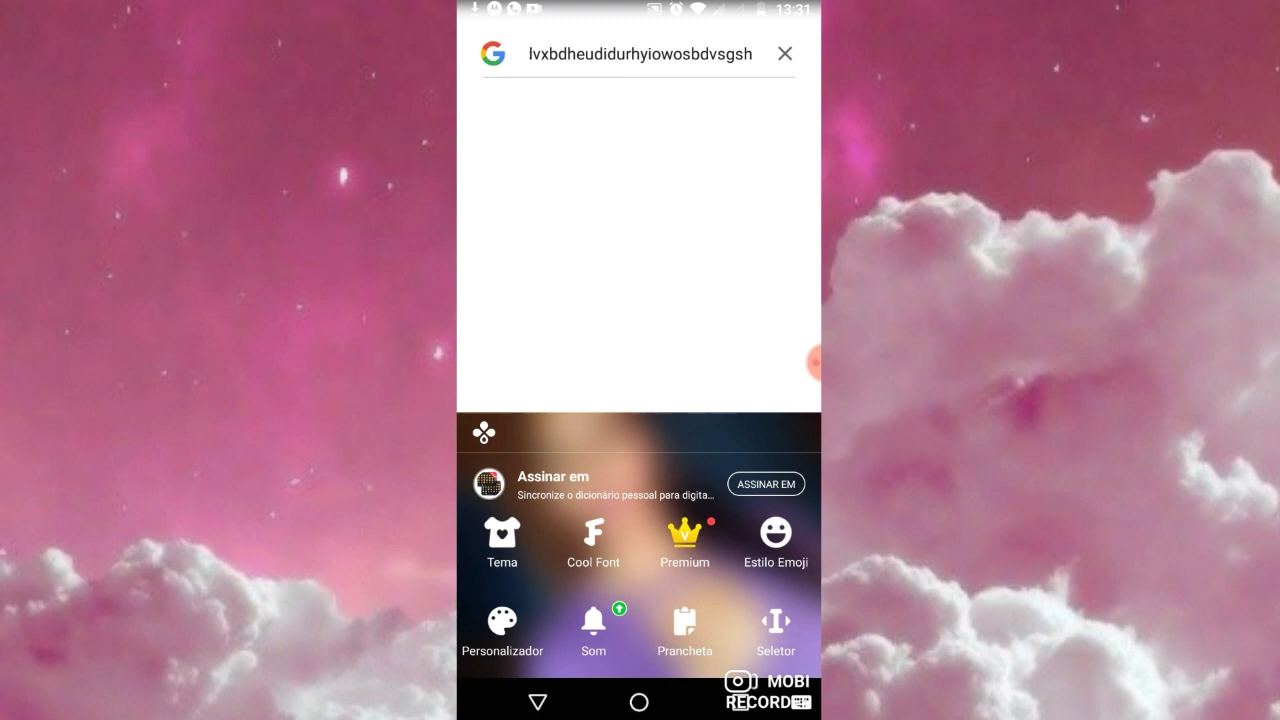 13:31
lvxbdheudidurhyiowosbdvsgsh
Assinar em
Sincronize o dicionário pessoal para digita...
ASSINAR EM
Tema
Cool Font
Premium
Estilo Emoji
Personalizador
Som
Prancheta
Seletor
MOBI
RECORDER